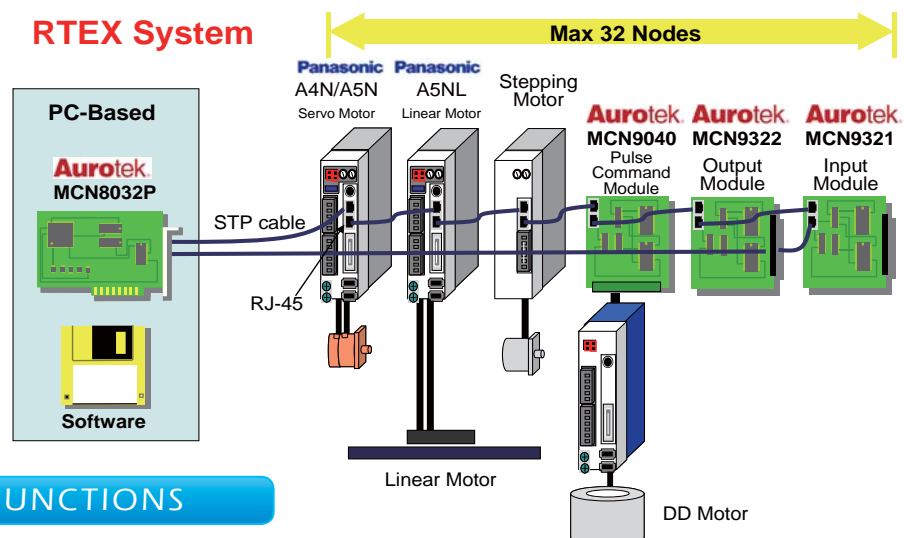 RTEX System
Max 32 Nodes
PC-Based
Aurotek
MCN8032P
Software
STP cable
RJ-45
Panasonic
A4N/A5N
Servo Motor
Panasonic
A5NL
Linear Motor
Stepping
Motor
Aurotek
MCN9040
Pulse
Command
Module
Aurotek
MCN9322
Output
Module
Aurotek
MCN9321
Input
Module
Linear Motor
DD Motor
UNCTIONS